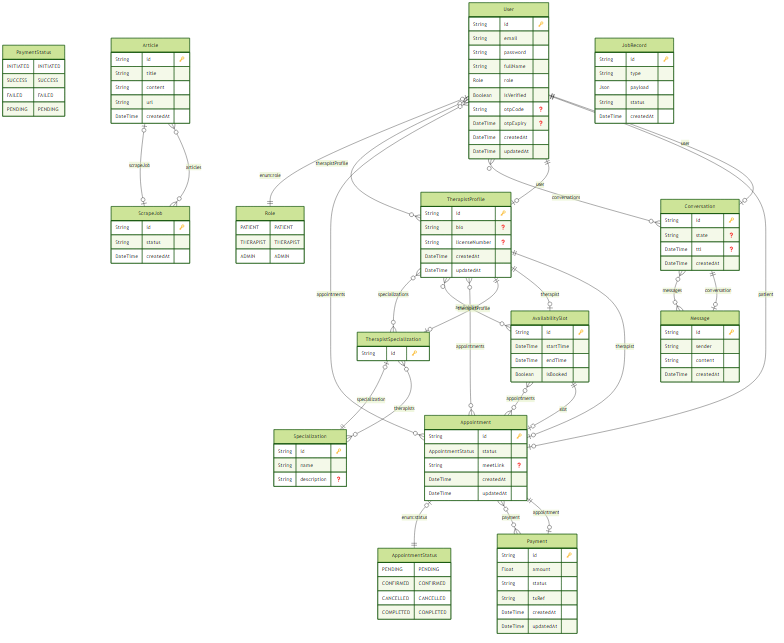 User
String id
String email
String password
String fullName
Role role
Boolean isVerified
String otpCode ?
DateTime otpExpiry ?
DateTime createdAt
DateTime updatedAt
PaymentStatus
INITIATED INITIATED
SUCCESS SUCCESS
FAILED FAILED
PENDING PENDING
Article
String id
String title
String content
String url
DateTime createdAt
JobRecord
String id
String type
Json payload
String status
DateTime createdAt
scrapeJob
articles
enum:role
therapistProfile
user
conversations
user
ScrapeJob
String id
String status
DateTime createdAt
Role
PATIENT PATIENT
THERAPIST THERAPIST
ADMIN ADMIN
TherapistProfile
String id
String bio ?
String licenseNumber ?
DateTime createdAt
DateTime updatedAt
Conversation
String id
String state ?
DateTime ttl ?
DateTime createdAt
appointments
specializations
therapistProfile
therapist
messages
conversation
patient
TherapistSpecialization
String id
appointments
AvailabilitySlot
String id
DateTime startTime
DateTime endTime
Boolean isBooked
therapist
Message
String id
String sender
String content
DateTime createdAt
specialization
therapists
appointments
slot
Specialization
String id
String name
String description ?
Appointment
String id
AppointmentStatus status
String meetLink ?
DateTime createdAt
DateTime updatedAt
enum:status
payment
appointment
AppointmentStatus
PENDING PENDING
CONFIRMED CONFIRMED
CANCELLED CANCELLED
COMPLETED COMPLETED
Payment
String id
Float amount
String status
String txRef
DateTime createdAt
DateTime updatedAt